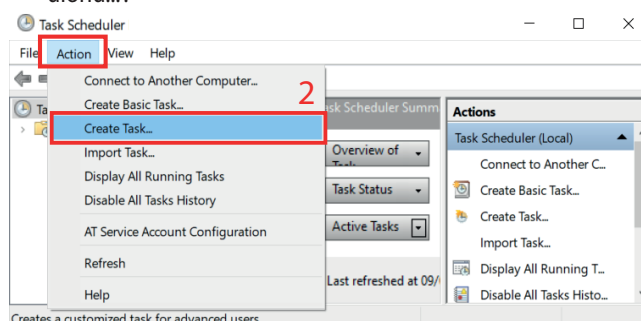 Task Scheduler
File Action View Help
Connect to Another Computer...
2
Create Basic Task...
Create Task...
Import Task...
Display All Running Tasks
Disable All Tasks History
AT Service Account Configuration
Refresh
Help
Task Scheduler Summ
Overview of
Task Status
Active Tasks
Last refreshed at 09/
Actions
Task Scheduler (Local)
Connect to Another C...
Create Basic Task...
Create Task...
Import Task...
Display All Running T...
Disable All Tasks Histo...
Creates a customized task for advanced users